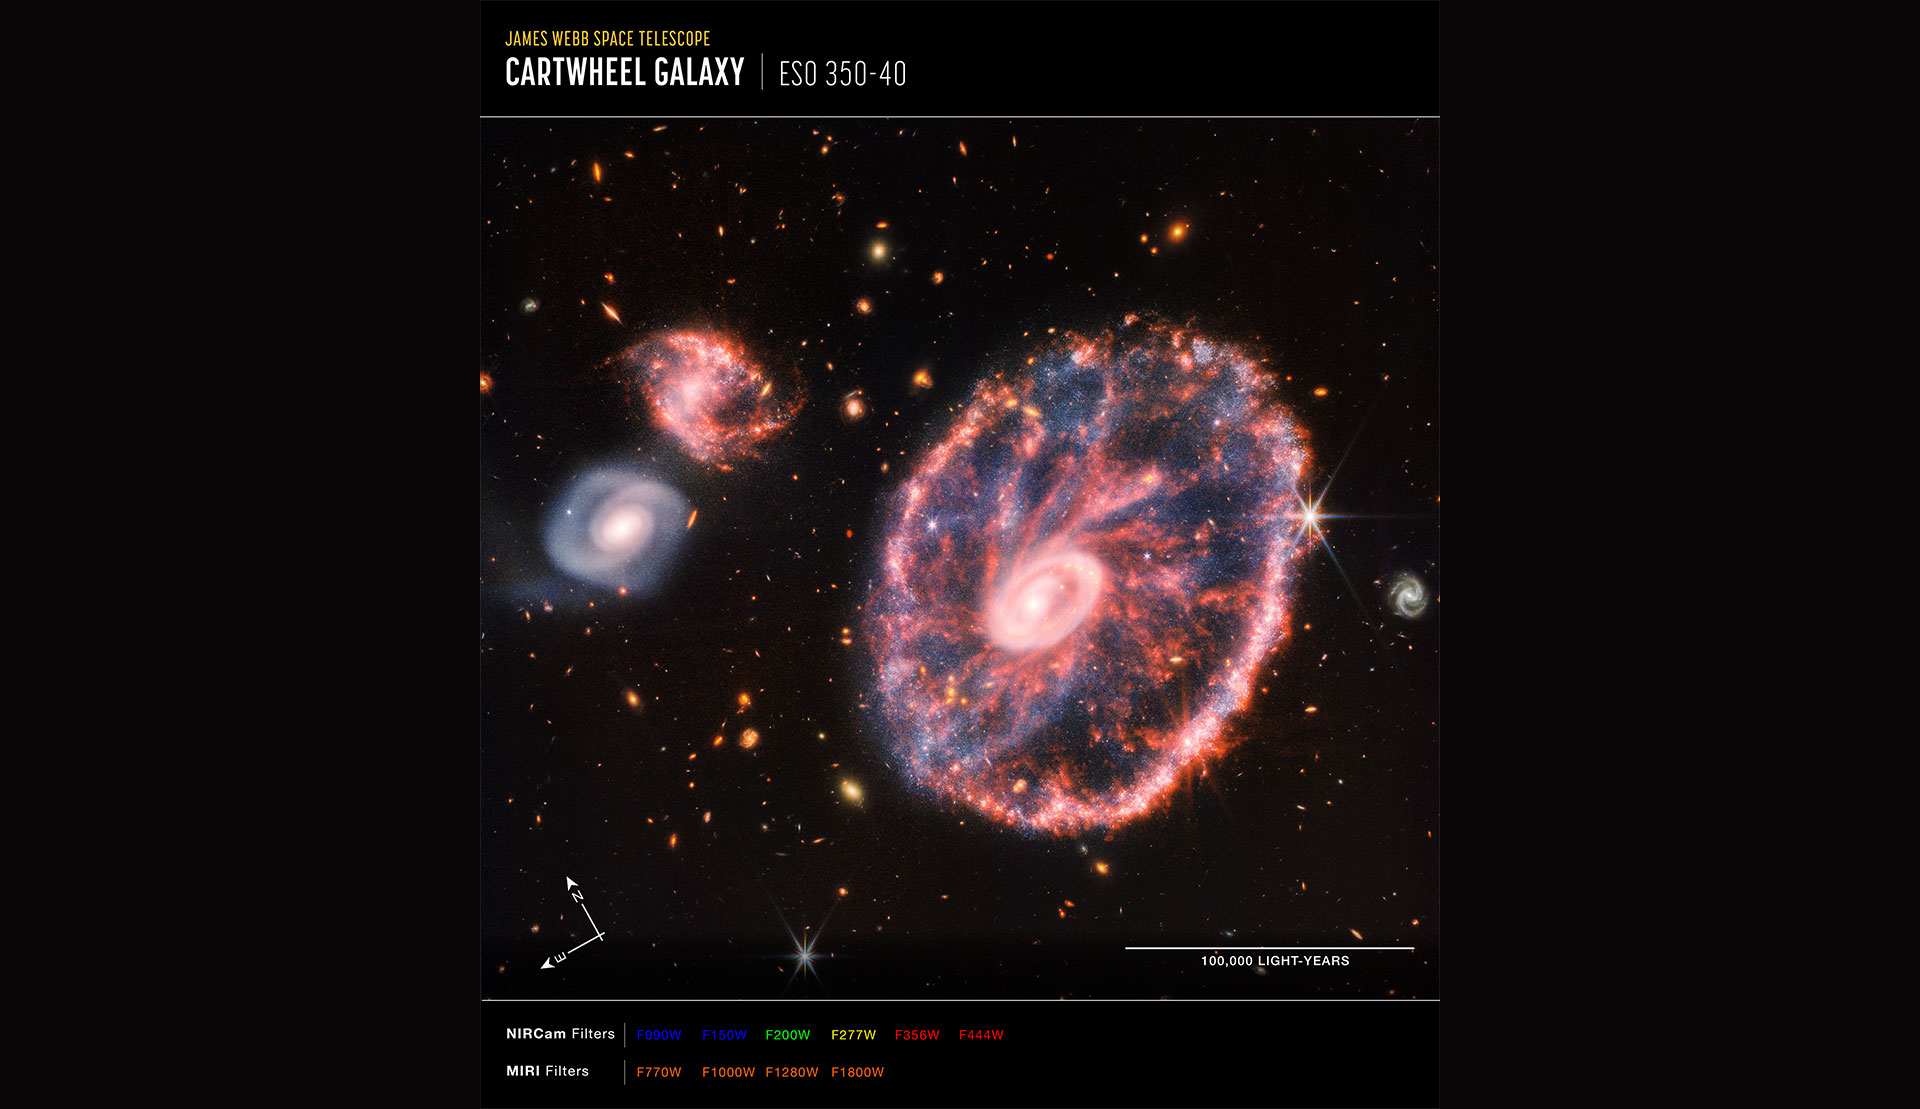 JAMES WEBB SPACE TELESCOPE
CARTWHEEL GALAXY | ESO 350-40
N
E
100,000 LIGHT-YEARS
NIRCam Filters | F090W F150W F200W F277W F356W F444W
MIRI Filters | F770W F1000W F1280W F1800W